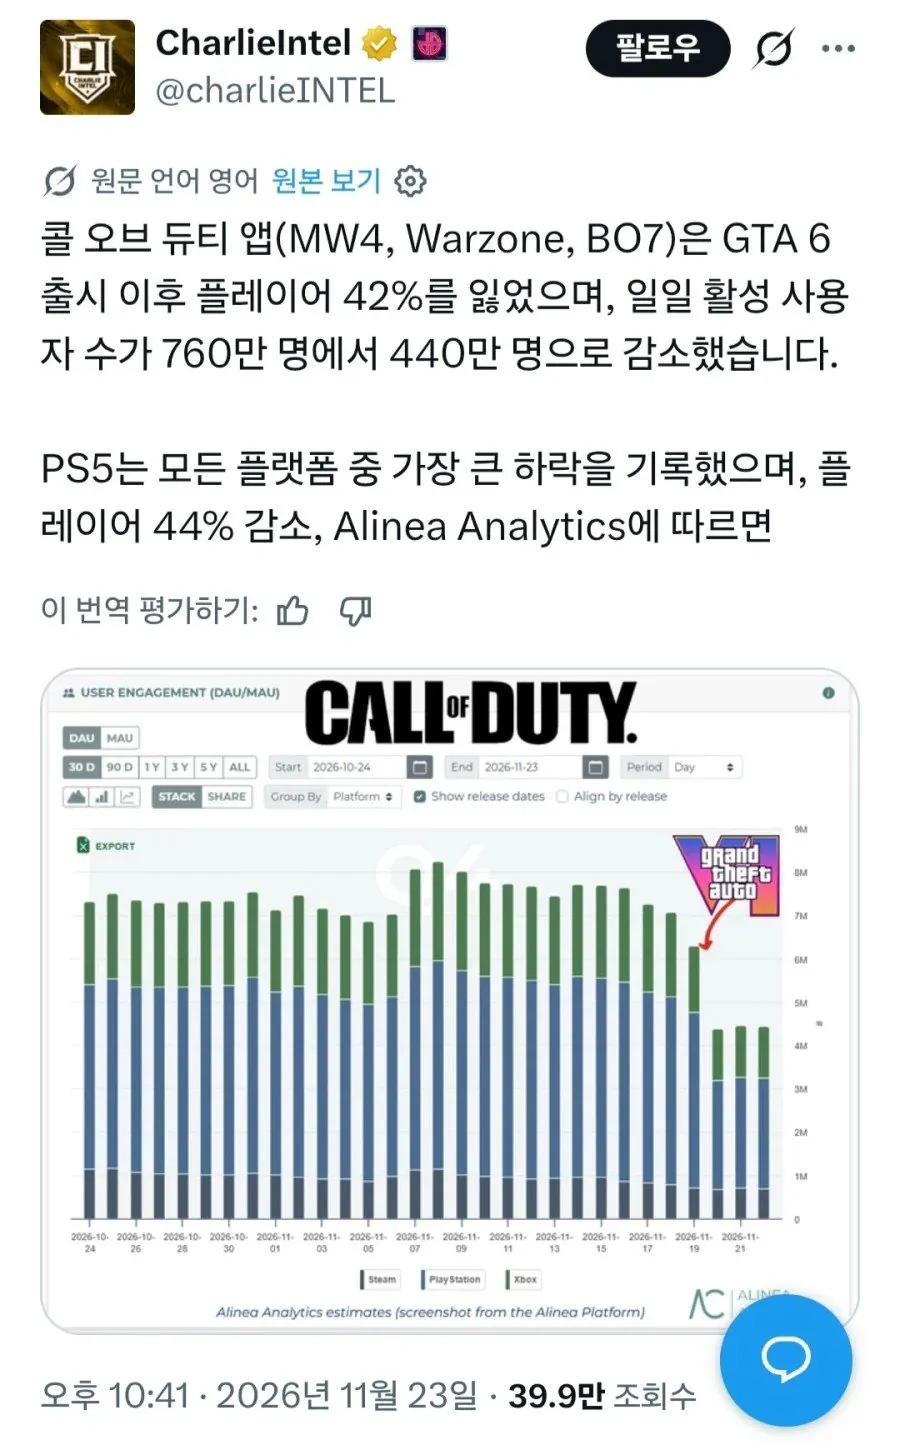 CharlieIntel
팔로우
@charlieINTEL
원문 언어 영어 원본 보기
콜 오브 듀티 앱(MW4, Warzone, BO7)은 GTA 6
출시 이후 플레이어 42%를 잃었으며, 일일 활성 사용
자 수가 760만 명에서 440만 명으로 감소했습니다.
PS5는 모든 플랫폼 중 가장 큰 하락을 기록했으며, 플
레이어 44% 감소, Alinea Analytics에 따르면
이 번역 평가하기:
USER ENGAGEMENT (DAU/MAU)
CALL OF DUTY.
DAU MAU
30 D 90 D 1 Y 3 Y 5 Y ALL Start 2026-10-24 End 2026-11-23 Period Day
STACK SHARE Group By Platform Show release dates Align by release
EXPORT
grand
theft
auto
9M
8M
7M
6M
5M
4M
3M
2M
1M
0
2026-10-24 2026-10-26 2026-10-28 2026-10-30 2026-11-01 2026-11-03 2026-11-05 2026-11-07 2026-11-09 2026-11-11 2026-11-13 2026-11-15 2026-11-17 2026-11-19 2026-11-21
Steam PlayStation Xbox
Alinea Analytics estimates (screenshot from the Alinea Platform)
AC ALINEA
오후 10:41 · 2026년 11월 23일 · 39.9만 조회수